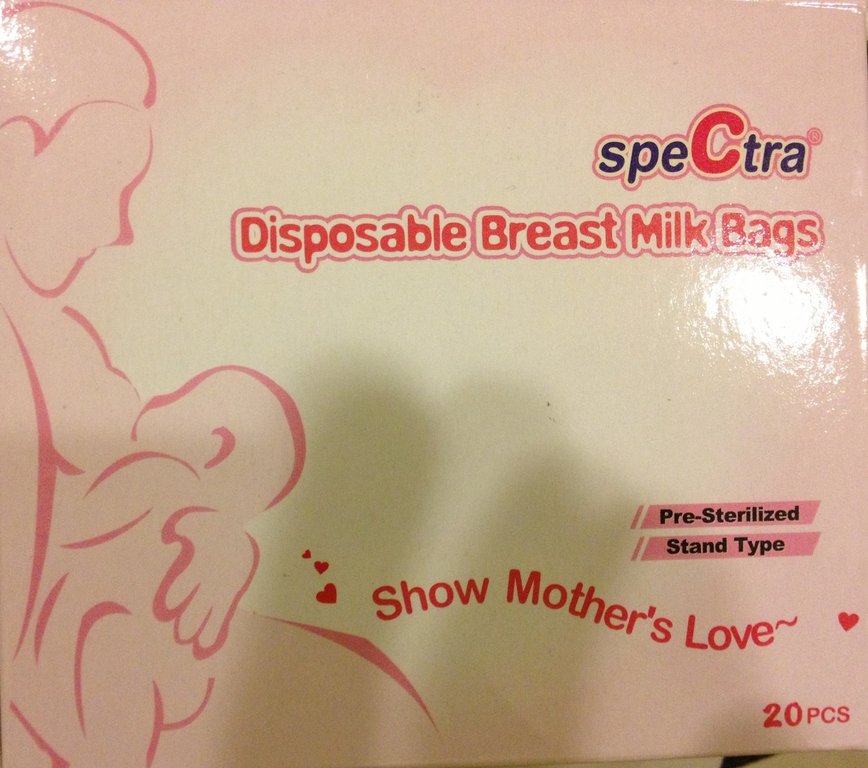 speCtra®
Disposable Breast Milk Bags
Pre-Sterilized
Stand Type
Show Mother's Love~
20PCS